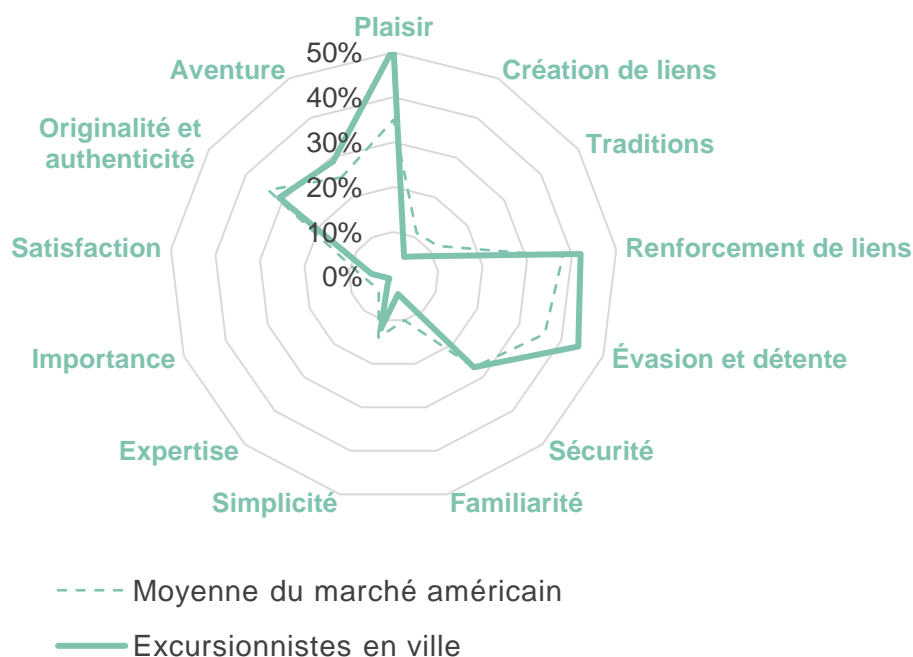 Plaisir
50%
Aventure
Création de liens
40%
Originalité et
authenticité
30%
Traditions
20%
10%
Satisfaction
Renforcement de liens
0%
Importance
Évasion et détente
Expertise
Sécurité
Simplicité
Familiarité
Moyenne du marché américain
Excursionnistes en ville